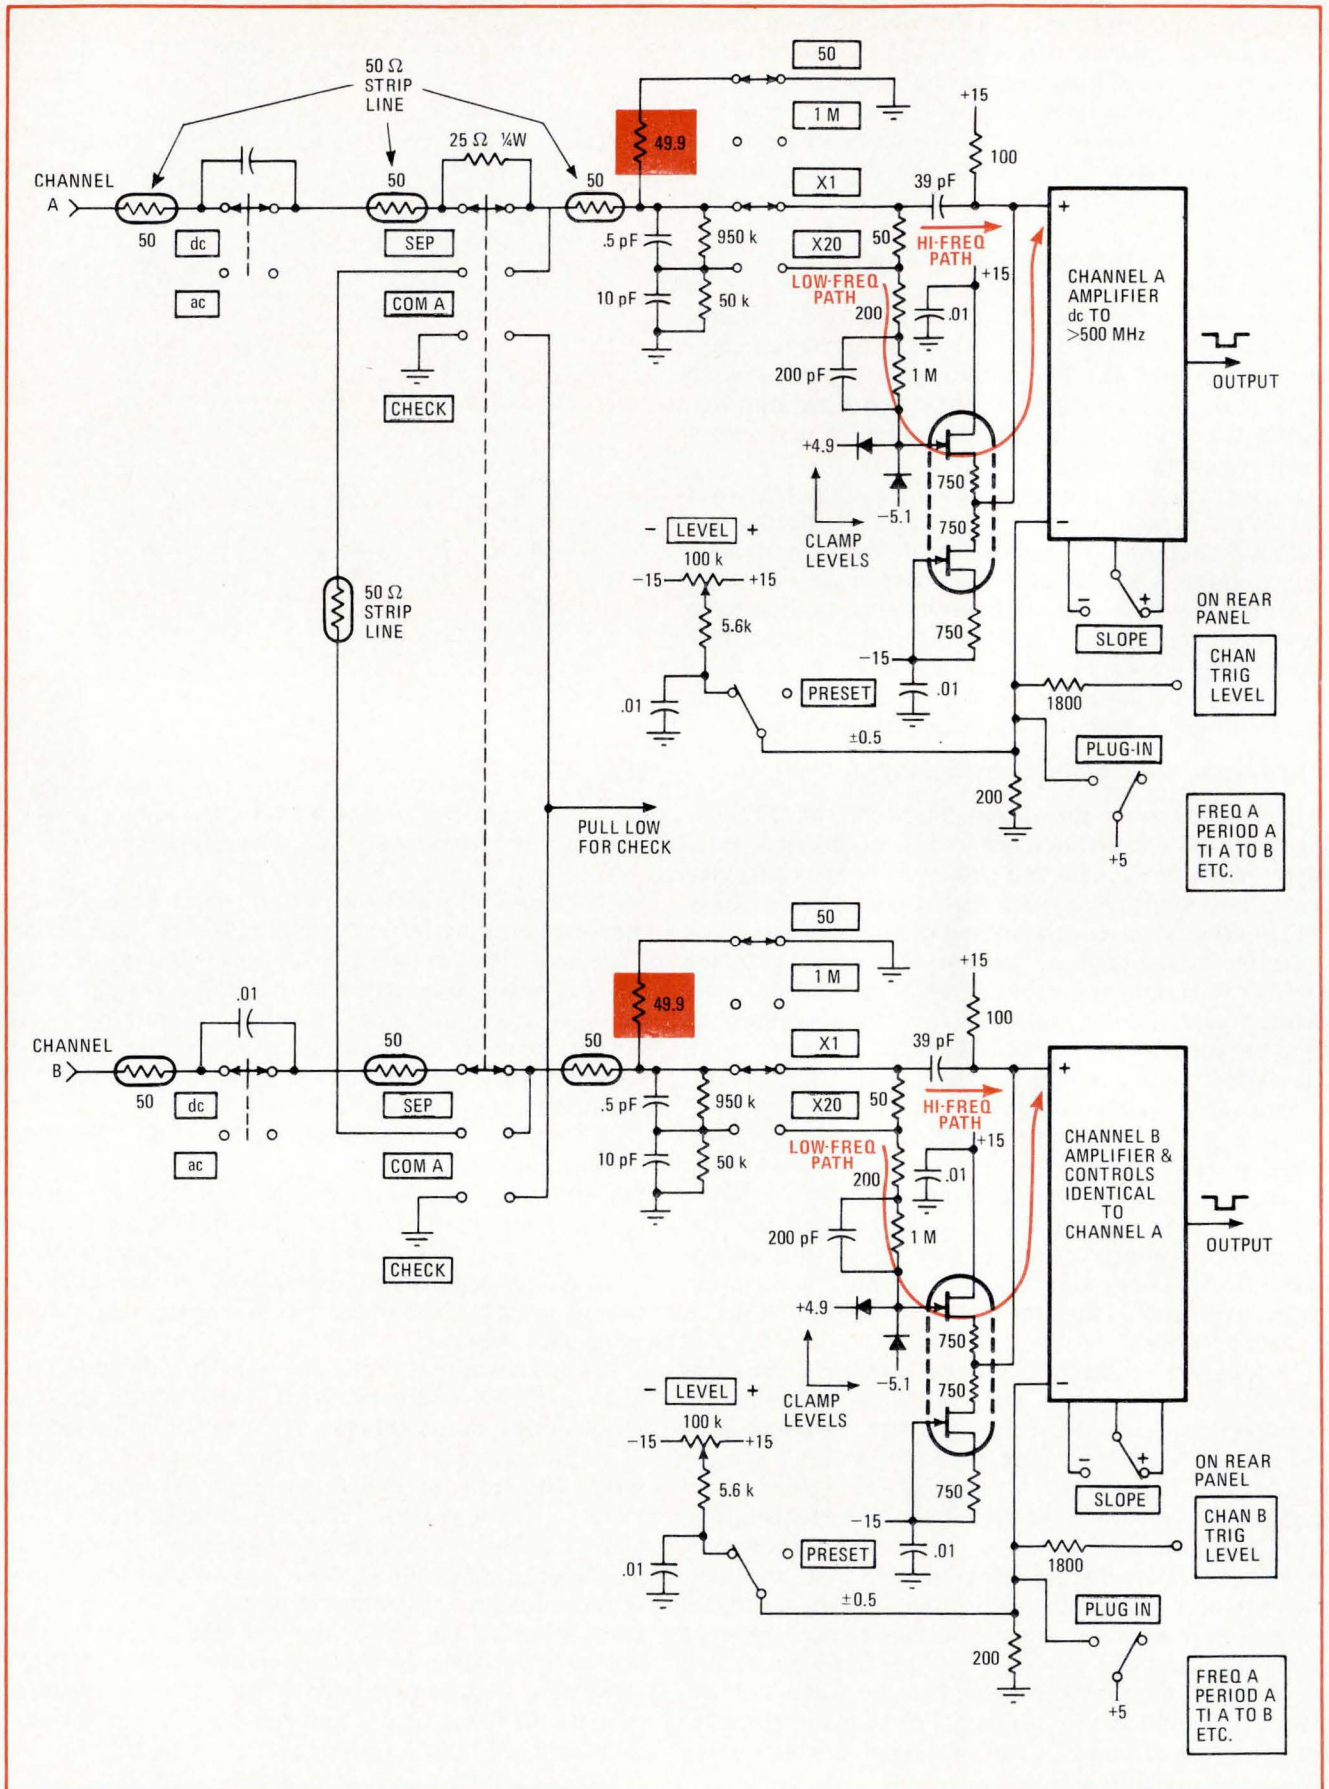 50 Ω
STRIP
LINE
50
+15
1 M
25 Ω ¼W
49.9
100
CHANNEL
A
50
50
X1
39 pF
+
50
dc
SEP
.5 pF
950 k
X20
50
HI-FREQ
PATH
ac
COM A
10 pF
50 k
LOW-FREQ
PATH
+15
200
.01
CHANNEL A
AMPLIFIER
dc TO
>500 MHz
CHECK
200 pF
1 M
OUTPUT
+4.9
750
−5.1
− LEVEL +
CLAMP
LEVELS
750
−
100 k
−15
+15
50 Ω
STRIP
LINE
5.6k
750
− +
SLOPE
ON REAR
PANEL
−15
CHAN
TRIG
LEVEL
.01
PRESET
.01
1800
±0.5
PLUG-IN
200
PULL LOW
FOR CHECK
+5
FREQ A
PERIOD A
TI A TO B
ETC.
50
+15
1 M
.01
49.9
100
CHANNEL
B
50
50
X1
39 pF
+
50
dc
SEP
.5 pF
950 k
X20
50
HI-FREQ
PATH
ac
COM A
10 pF
50 k
LOW-FREQ
PATH
+15
200
.01
CHANNEL B
AMPLIFIER &
CONTROLS
IDENTICAL
TO
CHANNEL A
CHECK
200 pF
1 M
OUTPUT
+4.9
750
−5.1
− LEVEL +
CLAMP
LEVELS
750
−
100 k
−15
+15
5.6 k
750
− +
SLOPE
ON REAR
PANEL
−15
CHAN B
TRIG
LEVEL
.01
PRESET
.01
1800
±0.5
PLUG IN
200
+5
FREQ A
PERIOD A
TI A TO B
ETC.